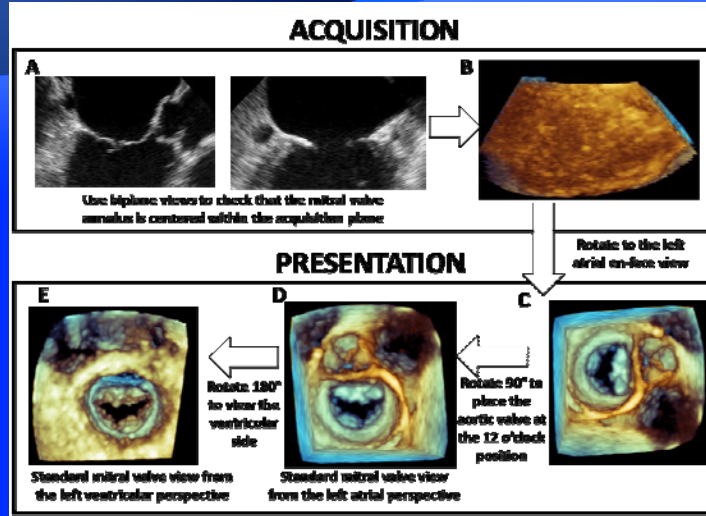 ACQUISITION
A
B
Use biplane views to check that the mitral valve
annulus is centered within the acquisition plane
Rotate to the left
atrial en-face view
PRESENTATION
E
D
C
Rotate 180°
to view the
ventricular
side
Rotate 90° to
place the
aortic valve at
the 12 o'clock
position
Standard mitral valve view from
the left ventricular perspective
Standard mitral valve view
from the left atrial perspective